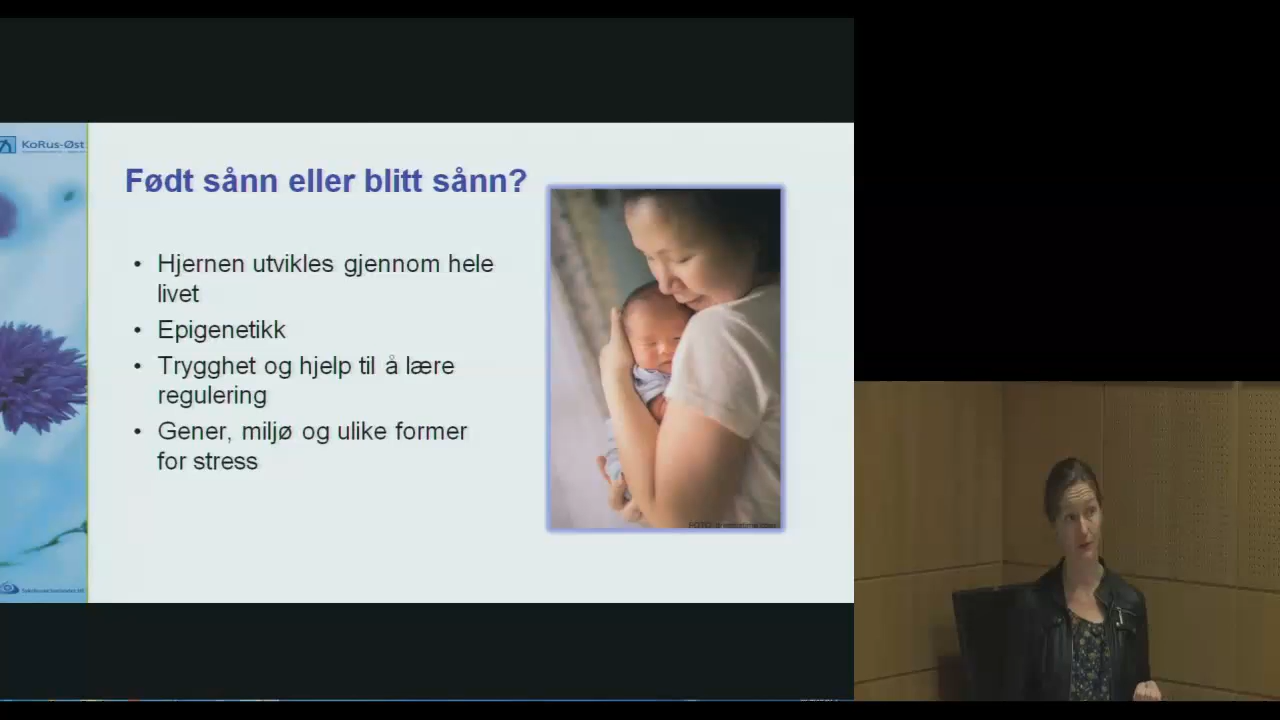 KoRus-Øst
Født sånn eller blitt sånn?
• Hjernen utvikles gjennom hele
livet
• Epigenetikk
• Trygghet og hjelp til å lære
regulering
• Gener, miljø og ulike former
for stress